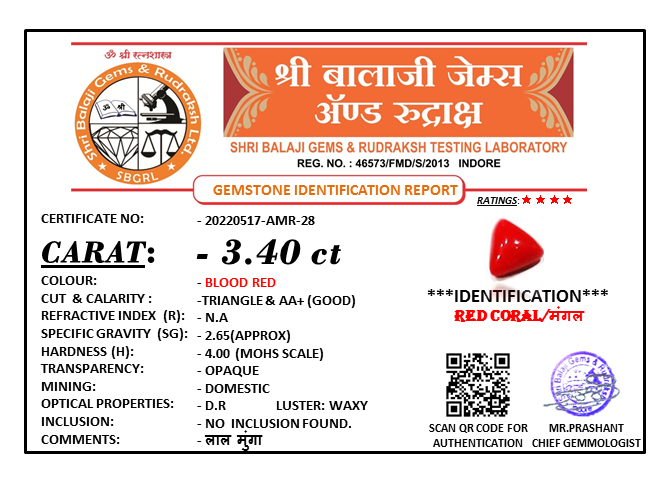 ॐ श्री रत्नशास्त्र
Shri Balaji Gems & Rudraksh Ltd.
SBGRL
श्री बालाजी जेम्स
ॲण्ड रुद्राक्ष
SHRI BALAJI GEMS & RUDRAKSH TESTING LABORATORY
REG. NO. : 46573/FMD/S/2013 INDORE
GEMSTONE IDENTIFICATION REPORT
RATINGS: ★ ★ ★ ★
CERTIFICATE NO: - 20220517-AMR-28
CARAT: - 3.40 ct
COLOUR: - BLOOD RED
CUT & CALARITY : -TRIANGLE & AA+ (GOOD)
REFRACTIVE INDEX (R): - N.A
SPECIFIC GRAVITY (SG): - 2.65(APPROX)
HARDNESS (H): - 4.00 (MOHS SCALE)
TRANSPARENCY: - OPAQUE
MINING: - DOMESTIC
OPTICAL PROPERTIES: - D.R LUSTER: WAXY
INCLUSION: - NO INCLUSION FOUND.
COMMENTS: - लाल मुंगा
***IDENTIFICATION***
RED CORAL/मंगल
SCAN QR CODE FOR
AUTHENTICATION
MR.PRASHANT
CHIEF GEMMOLOGIST